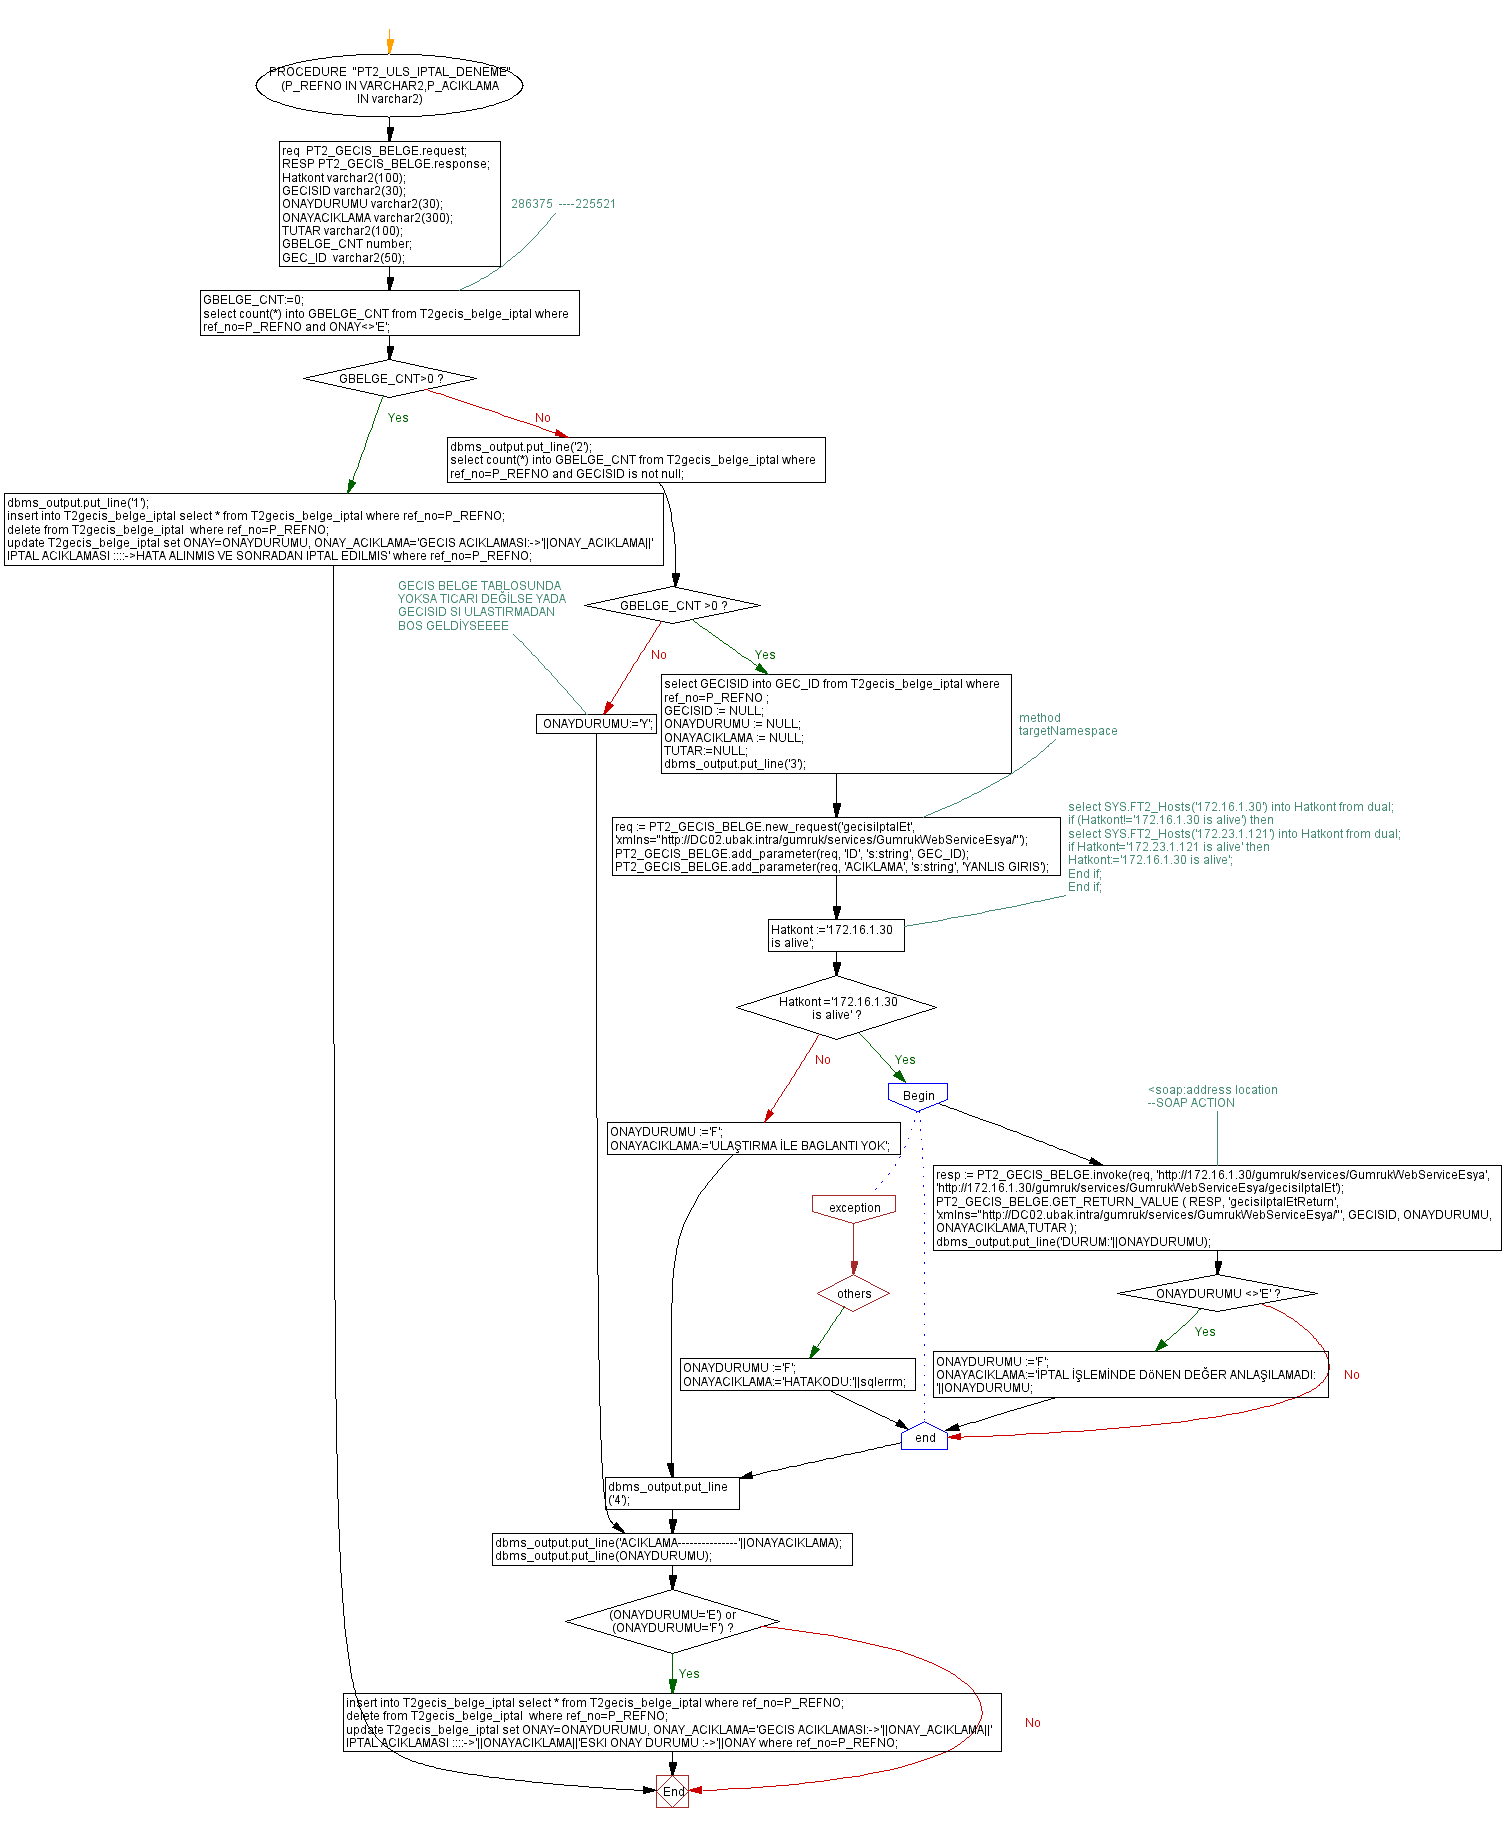 PROCEDURE "PT2_ULS_IPTAL_DENEME"
(P_REFNO IN VARCHAR2,P_ACIKLAMA
IN varchar2)
req  PT2_GECIS_BELGE.request;
RESP PT2_GECIS_BELGE.response;
Hatkont varchar2(100);
GECISID varchar2(30);
ONAYDURUMU varchar2(30);
ONAYACIKLAMA varchar2(300);
TUTAR varchar2(100);
GBELGE_CNT number;
GEC_ID  varchar2(50);
286375  ----225521
GBELGE_CNT:=0;
select count(*) into GBELGE_CNT from T2gecis_belge_iptal where
ref_no=P_REFNO and ONAY<>'E';
GBELGE_CNT>0 ?
Yes
No
dbms_output.put_line('2');
select count(*) into GBELGE_CNT from T2gecis_belge_iptal where
ref_no=P_REFNO and GECISID is not null;
dbms_output.put_line('1');
insert into T2gecis_belge_iptal select * from T2gecis_belge_iptal where ref_no=P_REFNO;
delete from T2gecis_belge_iptal  where ref_no=P_REFNO;
update T2gecis_belge_iptal set ONAY=ONAYDURUMU, ONAY_ACIKLAMA='GECIS ACIKLAMASI:->'||ONAY_ACIKLAMA||'
IPTAL ACIKLAMASI ::::->HATA ALINMIS VE SONRADAN IPTAL EDILMIS' where ref_no=P_REFNO;
GECIS BELGE TABLOSUNDA
YOKSA TICARI DEĞİLSE YADA
GECISID SI ULASTIRMADAN
BOS GELDİYSEEEE
GBELGE_CNT >0 ?
No
Yes
ONAYDURUMU:='Y';
select GECISID into GEC_ID from T2gecis_belge_iptal where
ref_no=P_REFNO ;
GECISID := NULL;
ONAYDURUMU := NULL;
ONAYACIKLAMA := NULL;
TUTAR:=NULL;
dbms_output.put_line('3');
method
targetNamespace
req := PT2_GECIS_BELGE.new_request('gecisiIptalEt',
'xmlns="http://DC02.ubak.intra/gumruk/services/GumrukWebServiceEsya/"');
PT2_GECIS_BELGE.add_parameter(req, 'ID', 's:string', GEC_ID);
PT2_GECIS_BELGE.add_parameter(req, 'ACIKLAMA', 's:string', 'YANLIS GIRIS');
select SYS.FT2_Hosts('172.16.1.30') into Hatkont from dual;
if (Hatkont!='172.16.1.30 is alive') then
select SYS.FT2_Hosts('172.23.1.121') into Hatkont from dual;
if Hatkont='172.23.1.121 is alive' then
Hatkont:='172.16.1.30 is alive';
End if;
End if;
Hatkont :='172.16.1.30
is alive';
Hatkont ='172.16.1.30
is alive' ?
No
Yes
Begin
<soap:address location
--SOAP ACTION
ONAYDURUMU :='F';
ONAYACIKLAMA:='ULAŞTIRMA İLE BAGLANTI YOK';
resp := PT2_GECIS_BELGE.invoke(req, 'http://172.16.1.30/gumruk/services/GumrukWebServiceEsya',
'http://172.16.1.30/gumruk/services/GumrukWebServiceEsya/gecisiIptalEt');
PT2_GECIS_BELGE.GET_RETURN_VALUE ( RESP, 'gecisiIptalEtReturn',
'xmlns="http://DC02.ubak.intra/gumruk/services/GumrukWebServiceEsya/"', GECISID, ONAYDURUMU,
ONAYACIKLAMA,TUTAR );
dbms_output.put_line('DURUM:'||ONAYDURUMU);
exception
others
ONAYDURUMU <>'E' ?
Yes
No
ONAYDURUMU :='F';
ONAYACIKLAMA:='HATAKODU:'||sqlerrm;
ONAYDURUMU :='F';
ONAYACIKLAMA:='İPTAL İŞLEMİNDE DöNEN DEĞER ANLAŞILAMADI:
'||ONAYDURUMU;
end
dbms_output.put_line
('4');
dbms_output.put_line('ACIKLAMA---------------'||ONAYACIKLAMA);
dbms_output.put_line(ONAYDURUMU);
(ONAYDURUMU='E') or
(ONAYDURUMU='F') ?
Yes
No
insert into T2gecis_belge_iptal select * from T2gecis_belge_iptal where ref_no=P_REFNO;
delete from T2gecis_belge_iptal  where ref_no=P_REFNO;
update T2gecis_belge_iptal set ONAY=ONAYDURUMU, ONAY_ACIKLAMA='GECIS ACIKLAMASI:->'||ONAY_ACIKLAMA||'
IPTAL ACIKLAMASI ::::->'||ONAYACIKLAMA||'ESKI ONAY DURUMU :->'||ONAY where ref_no=P_REFNO;
End